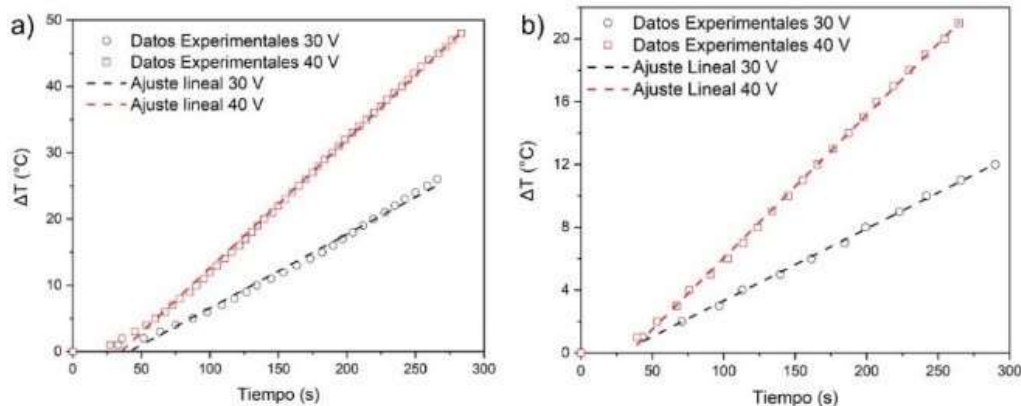 a)
50
40
30
20
10
0
ΔT (°C)
Datos Experimentales 30 V
Datos Experimentales 40 V
Ajuste lineal 30 V
Ajuste lineal 40 V
0 50 100 150 200 250 300
Tiempo (s)
b)
20
16
12
8
4
0
ΔT (°C)
Datos Experimentales 30 V
Datos Experimentales 40 V
Ajuste Lineal 30 V
Ajuste Lineal 40 V
0 50 100 150 200 250 300
Tiempo (s)